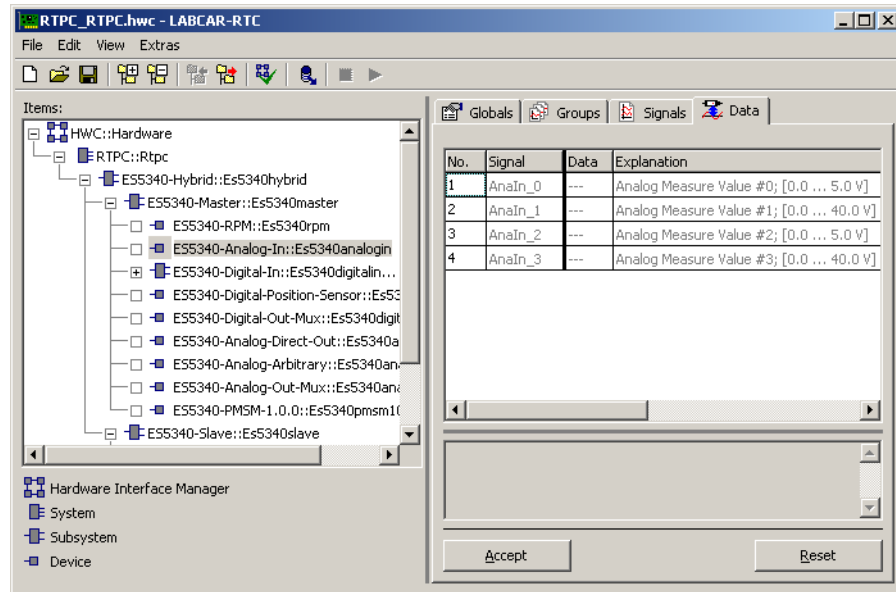 RTPC_RTPC.hwc - LABCAR-RTC
File Edit View Extras
Items:
HWC::Hardware
RTPC::Rtpc
ES5340-Hybrid::Es5340hybrid
ES5340-Master::Es5340master
ES5340-RPM::Es5340rpm
ES5340-Analog-In::Es5340analogin
ES5340-Digital-In::Es5340digitalin...
ES5340-Digital-Position-Sensor::Es53
ES5340-Digital-Out-Mux::Es5340digit
ES5340-Analog-Direct-Out::Es5340a
ES5340-Analog-Arbitrary::Es5340an
ES5340-Analog-Out-Mux::Es5340ana
ES5340-PMSM-1.0.0::Es5340pmsm10
ES5340-Slave::Es5340slave
Hardware Interface Manager
System
Subsystem
Device
Globals Groups Signals Data
No. Signal Data Explanation
1 AnaIn_0 --- Analog Measure Value #0; [0.0 ... 5.0 V]
2 AnaIn_1 --- Analog Measure Value #1; [0.0 ... 40.0 V]
3 AnaIn_2 --- Analog Measure Value #2; [0.0 ... 5.0 V]
4 AnaIn_3 --- Analog Measure Value #3; [0.0 ... 40.0 V]
Accept Reset